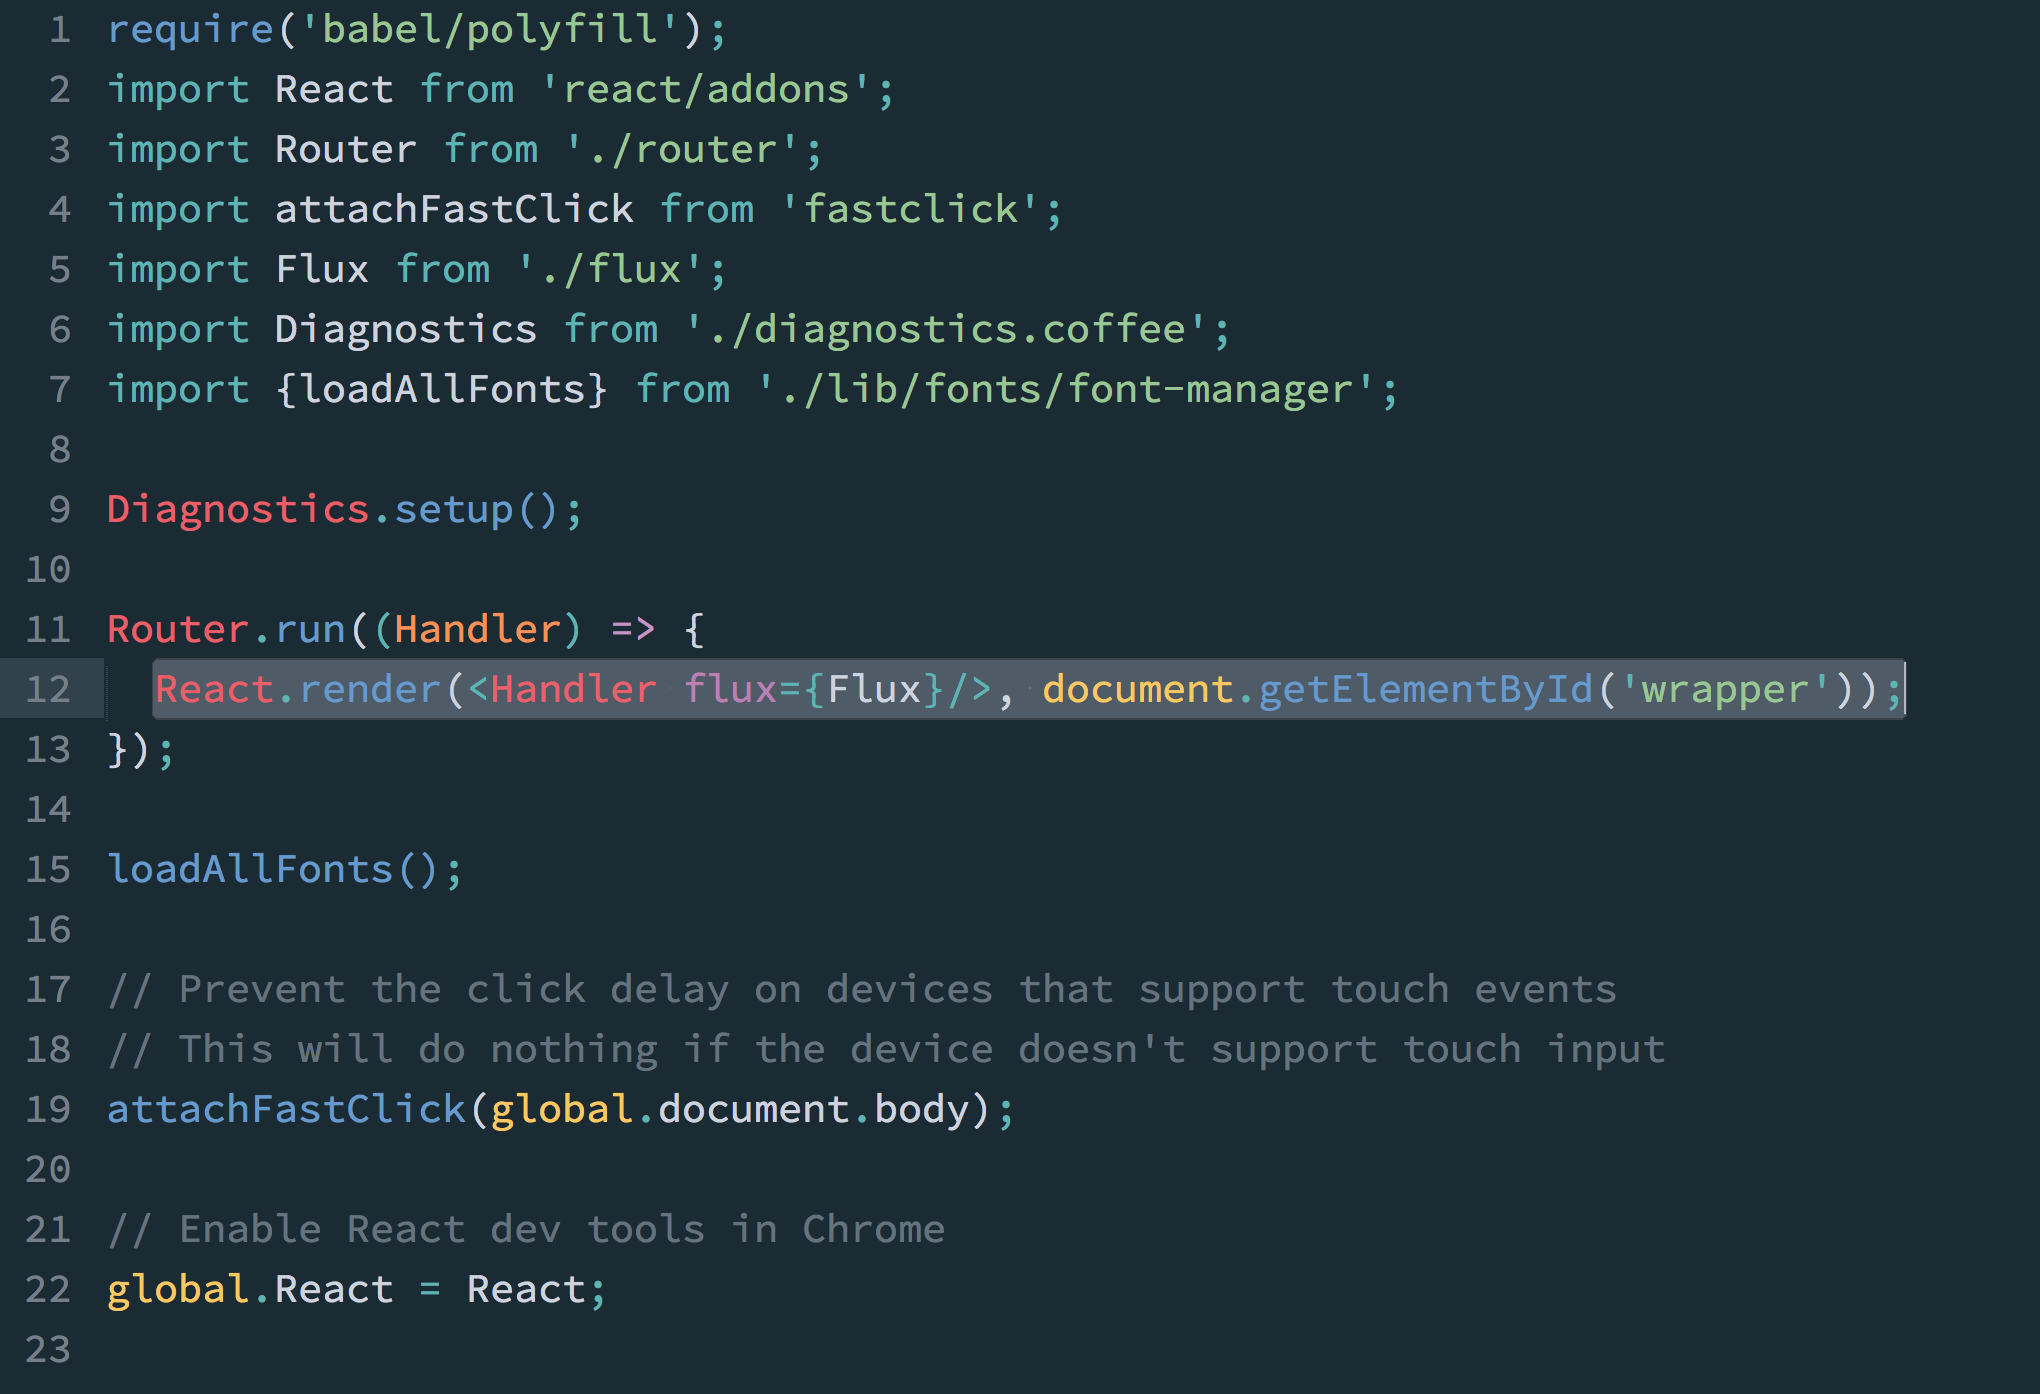 1 require('babel/polyfill');
2 import React from 'react/addons';
3 import Router from './router';
4 import attachFastClick from 'fastclick';
5 import Flux from './flux';
6 import Diagnostics from './diagnostics.coffee';
7 import {loadAllFonts} from './lib/fonts/font-manager';
8
9 Diagnostics.setup();
10
11 Router.run((Handler) => {
12   React.render(<Handler flux={Flux}/>, document.getElementById('wrapper'));
13 });
14
15 loadAllFonts();
16
17 // Prevent the click delay on devices that support touch events
18 // This will do nothing if the device doesn't support touch input
19 attachFastClick(global.document.body);
20
21 // Enable React dev tools in Chrome
22 global.React = React;
23